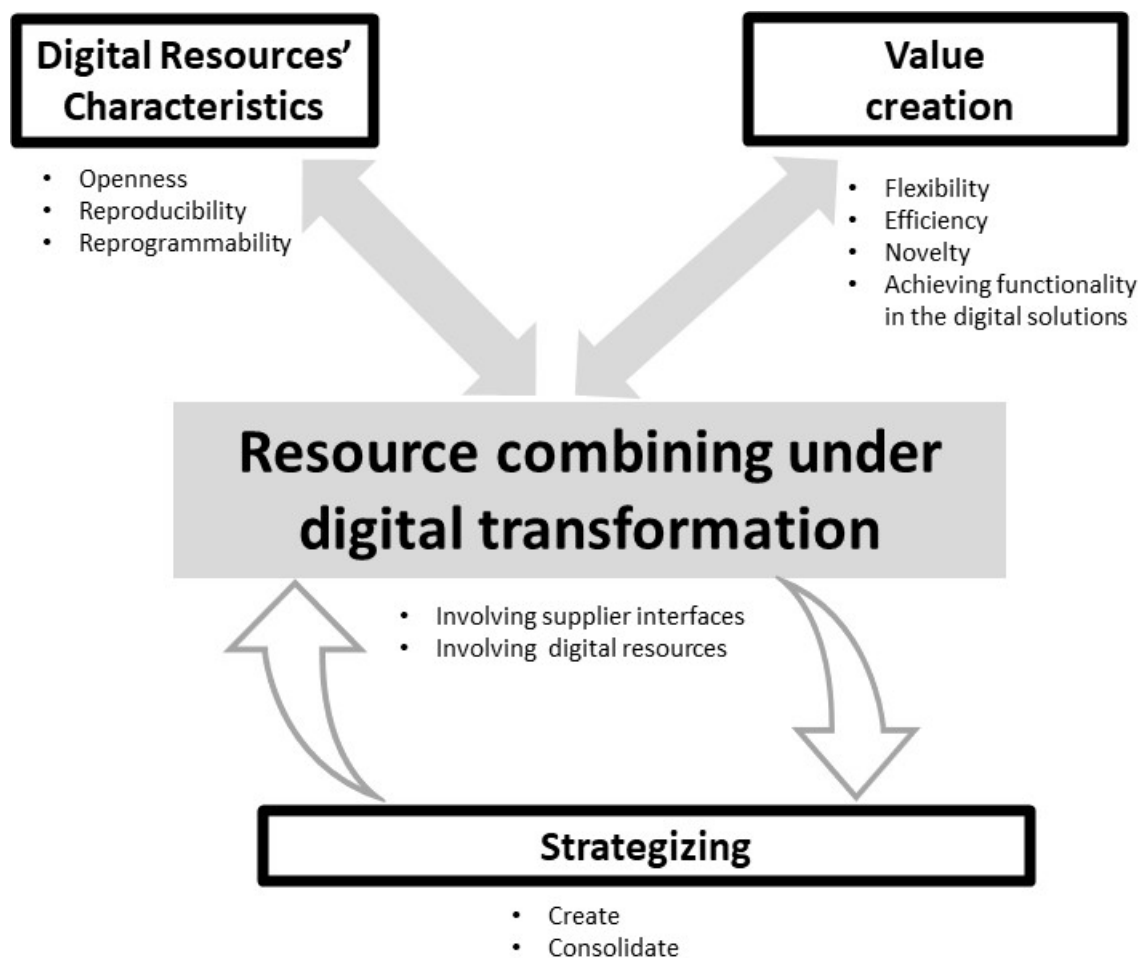 Digital Resources’
Characteristics
• Openness
• Reproducibility
• Reprogrammability
Value
creation
• Flexibility
• Efficiency
• Novelty
• Achieving functionality
in the digital solutions
Resource combining under
digital transformation
• Involving supplier interfaces
• Involving digital resources
Strategizing
• Create
• Consolidate